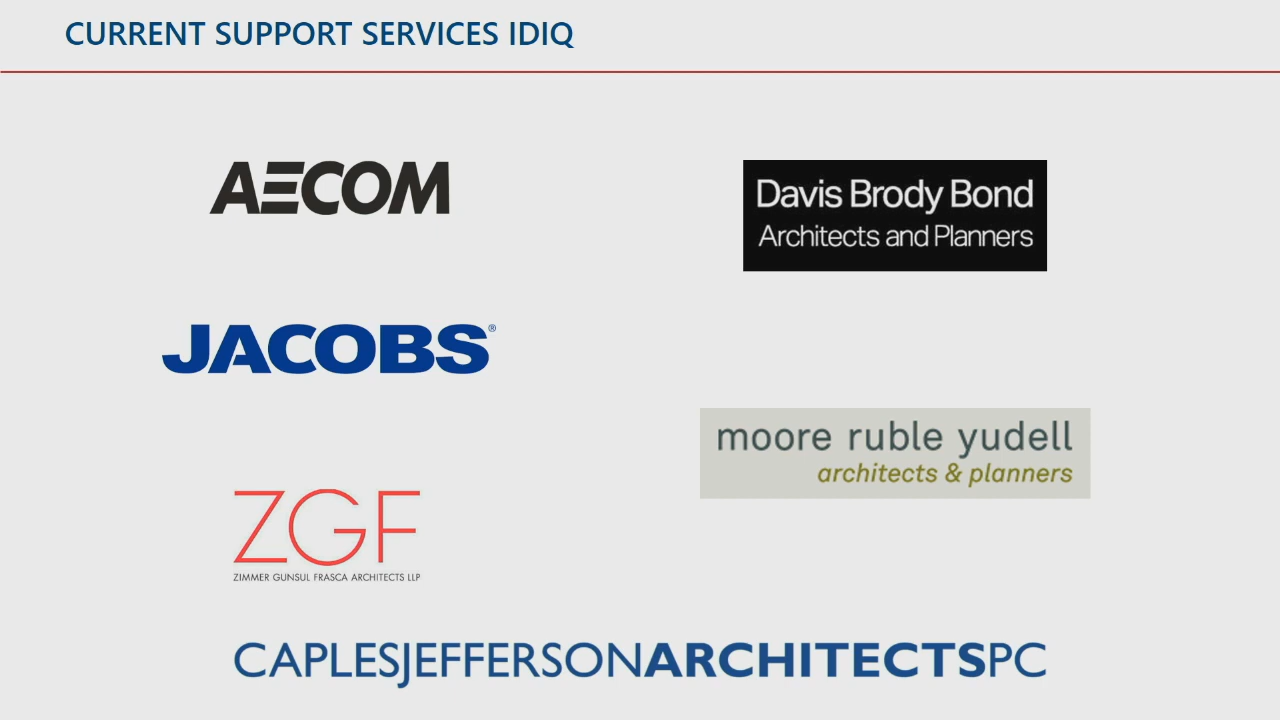 CURRENT SUPPORT SERVICES IDIQ
AECOM
Davis Brody Bond
Architects and Planners
JACOBS®
moore ruble yudell
architects & planners
ZGF
ZIMMER GUNSUL FRASCA ARCHITECTS LLP
CAPLESJEFFERSONARCHITECTSPC